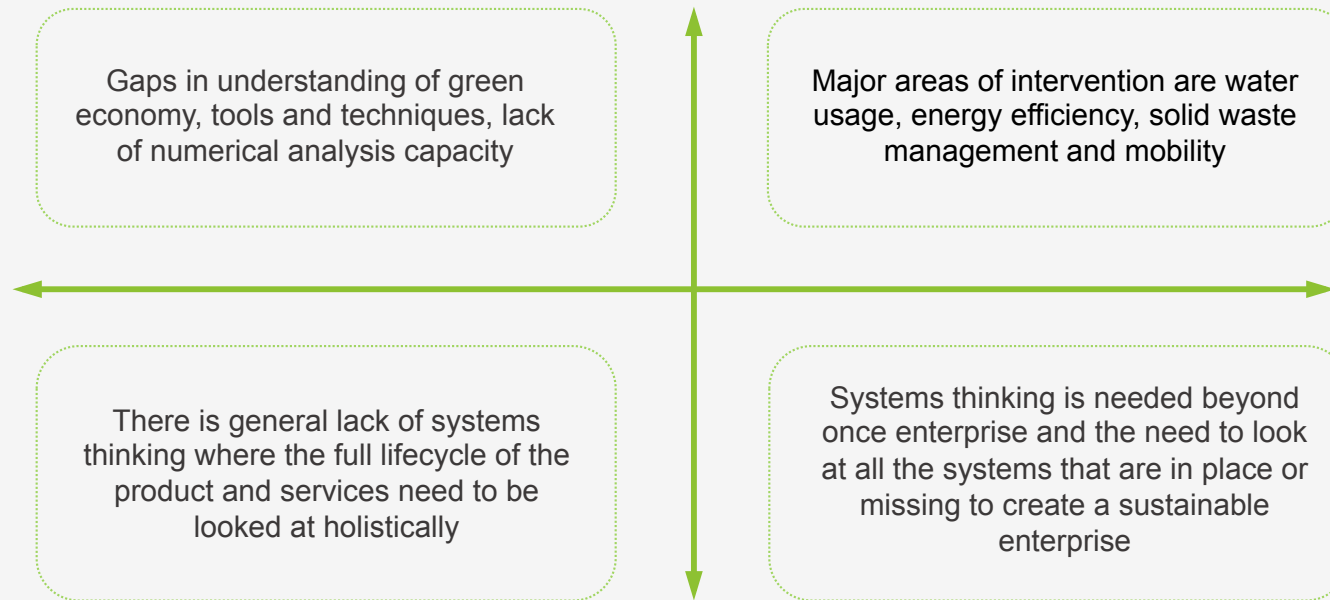 Gaps in understanding of green
economy, tools and techniques, lack
of numerical analysis capacity
Major areas of intervention are water
usage, energy efficiency, solid waste
management and mobility
There is general lack of systems
thinking where the full lifecycle of the
product and services need to be
looked at holistically
Systems thinking is needed beyond
once enterprise and the need to look
at all the systems that are in place or
missing to create a sustainable
enterprise